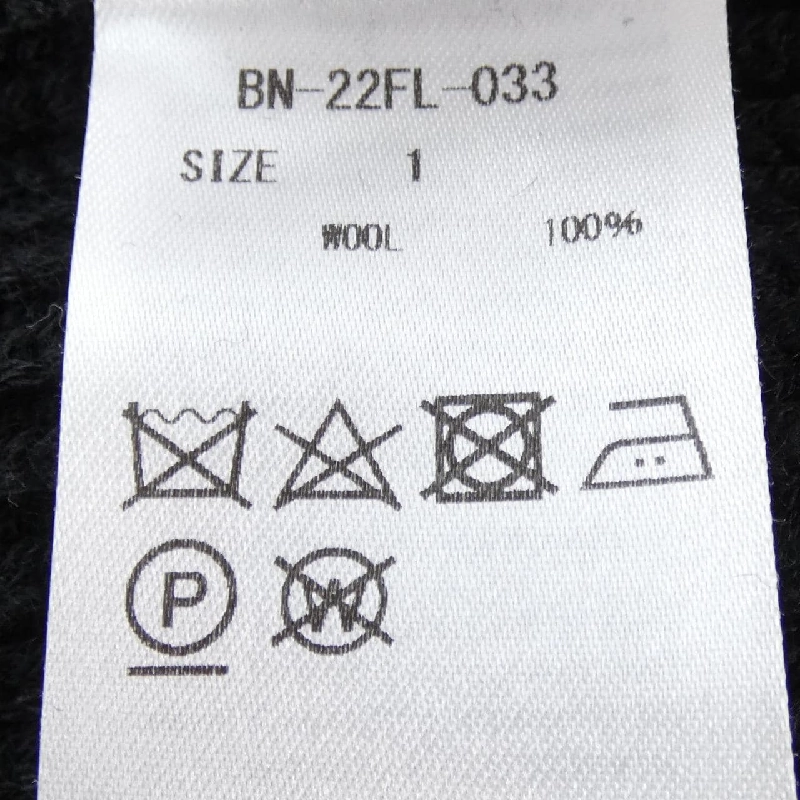 BN-22FL-033
SIZE 1
WOOL 100%
P W